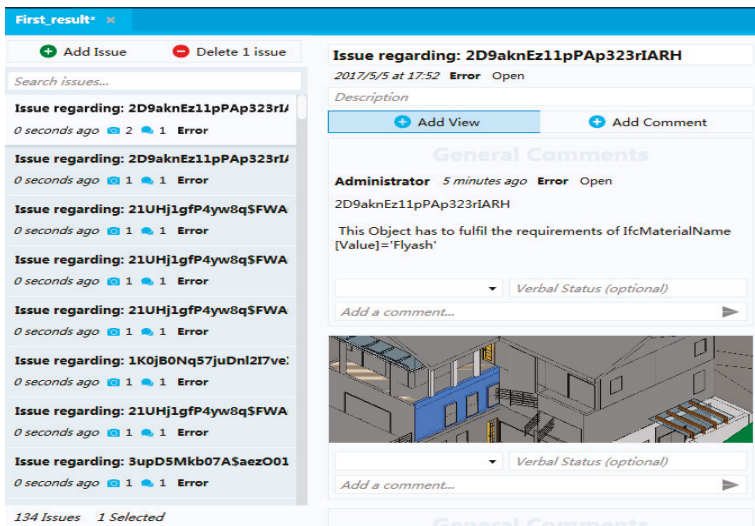 First_result* ×
Add Issue Delete 1 issue
Search issues...
Issue regarding: 2D9aknEz11pPAp323rI/
0 seconds ago 2 1 Error
Issue regarding: 2D9aknEz11pPAp323rI/
0 seconds ago 1 1 Error
Issue regarding: 21UHj1gfP4yw8q$FWA
0 seconds ago 1 1 Error
Issue regarding: 21UHj1gfP4yw8q$FWA
0 seconds ago 1 1 Error
Issue regarding: 21UHj1gfP4yw8q$FWA
0 seconds ago 1 1 Error
Issue regarding: 1K0jB0Nq57juDnl2I7ve
0 seconds ago 1 1 Error
Issue regarding: 21UHj1gfP4yw8q$FWA
0 seconds ago 1 1 Error
Issue regarding: 3upD5Mkb07A$aezO01
0 seconds ago 1 1 Error
134 Issues 1 Selected
Issue regarding: 2D9aknEz11pPAp323rIARH
2017/5/5 at 17:52 Error Open
Description
Add View Add Comment
General Comments
Administrator 5 minutes ago Error Open
2D9aknEz11pPAp323rIARH
This Object has to fulfil the requirements of IfcMaterialName
[Value]='Flyash'
Verbal Status (optional)
Add a comment...
Verbal Status (optional)
Add a comment...
General Comments